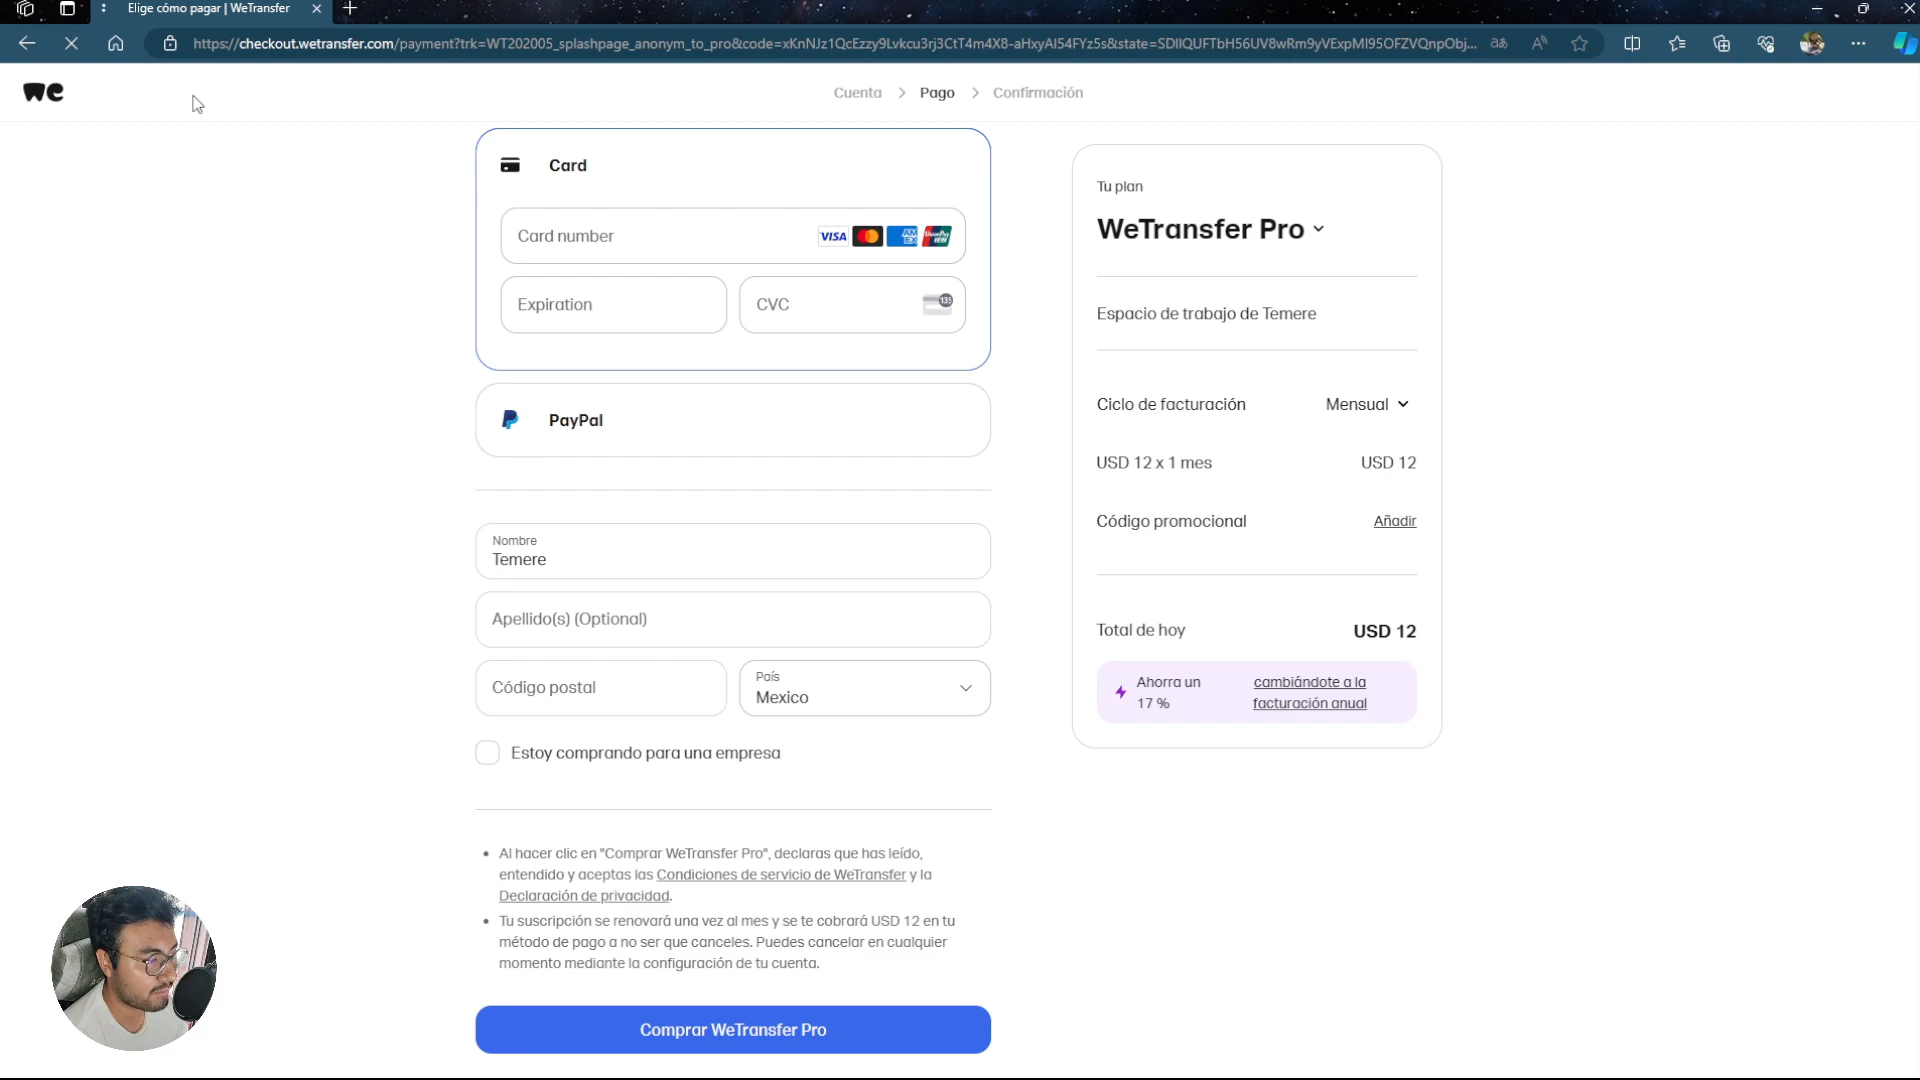 Elige cómo pagar | WeTransfer
https://checkout.wetransfer.com/payment?trk=WT202005_splashpage_anonym_to_pro&code=xKnNJz1QcEzzy9Lvkcu3rj3CtT4m4X8-aHxyAI54FYz5s&state=SDIlQUFTbH56UV8wRm9yVExpMl95OFZVQnpObj...
we
Cuenta > Pago > Confirmación
Card
Card number
VISA
AMEX
UnionPay
Expiration
CVC
135
PayPal
Nombre
Temere
Apellido(s) (Optional)
Código postal
País
Mexico
Estoy comprando para una empresa
Al hacer clic en "Comprar WeTransfer Pro", declaras que has leído,
entendido y aceptas las Condiciones de servicio de WeTransfer y la
Declaración de privacidad.
Tu suscripción se renovará una vez al mes y se te cobrará USD 12 en tu
método de pago a no ser que canceles. Puedes cancelar en cualquier
momento mediante la configuración de tu cuenta.
Comprar WeTransfer Pro
Tu plan
WeTransfer Pro
Espacio de trabajo de Temere
Ciclo de facturación Mensual
USD 12 x 1 mes USD 12
Código promocional Añadir
Total de hoy USD 12
Ahorra un
17 %
cambiándote a la
facturación anual